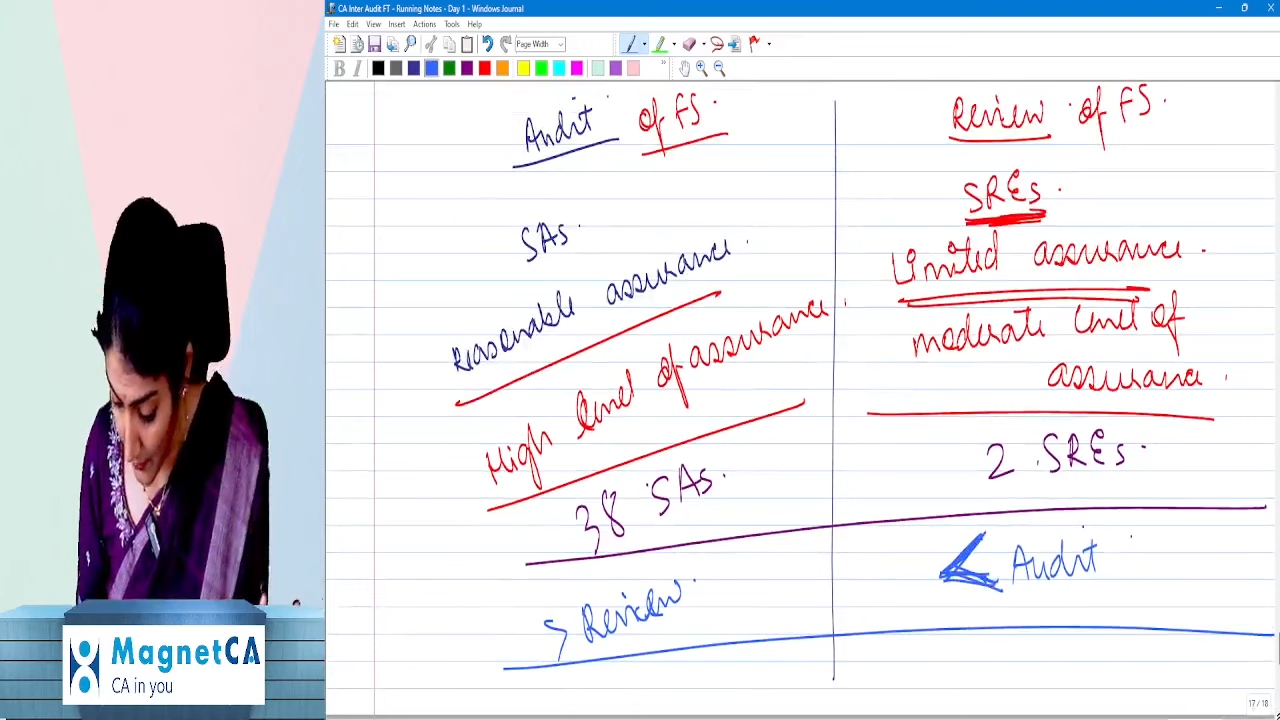 CA Inter Audit FT - Running Notes - Day 1 - Windows Journal
File Edit View Insert Actions Tools Help
Page Width
B I
Audit of FS.
SAs.
reasonable assurance.
High level of assurance.
38 SAs.
> Review
Review of FS.
SREs.
Limited assurance.
moderate level of
assurance.
2 SREs.
< Audit
MagnetCA
CA in you
17 / 18